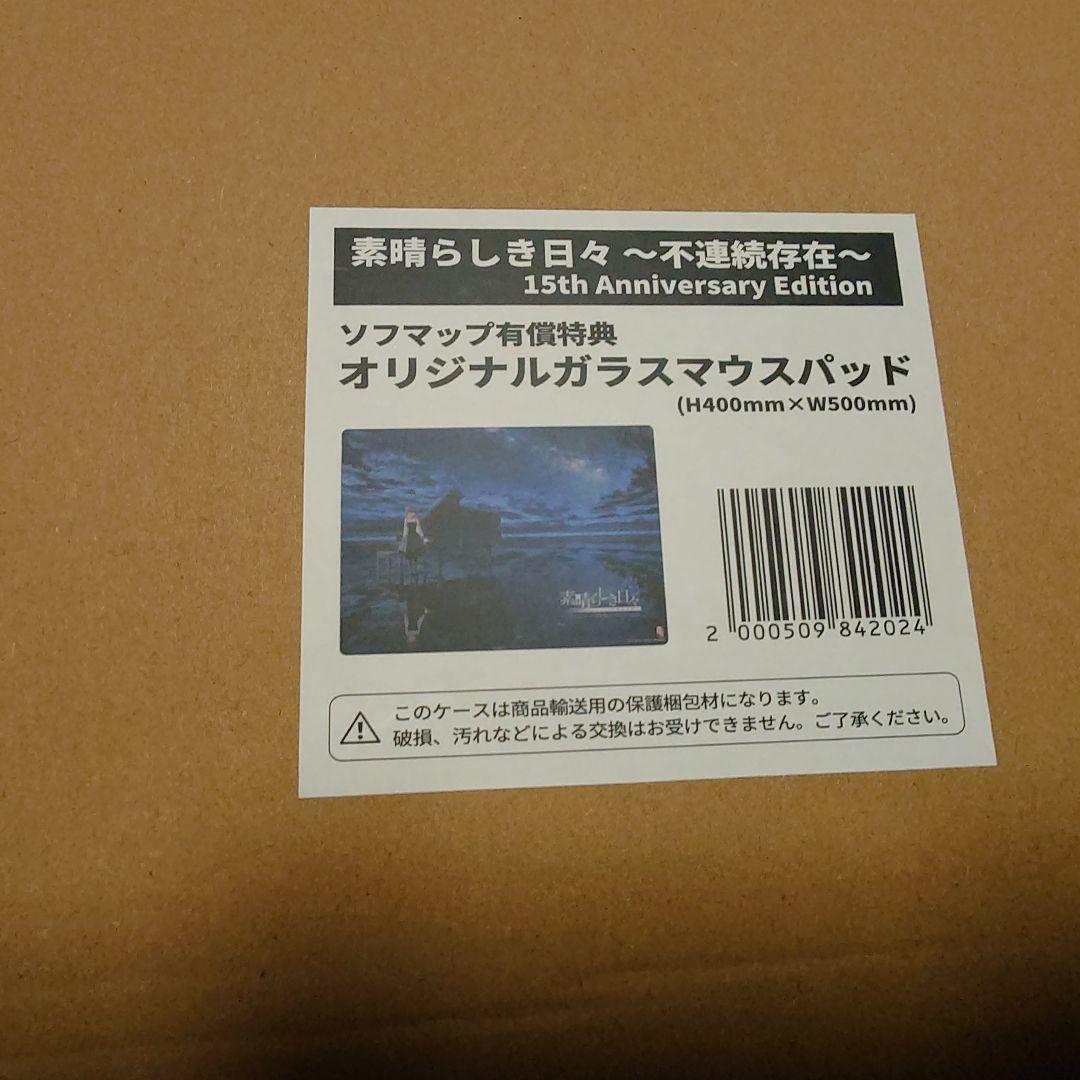 素晴らしき日々 ～不連続存在～
15th Anniversary Edition
ソフマップ有償特典
オリジナルガラスマウスパッド
(H400mm×W500mm)
素晴らしき日々
2 000509 842024
このケースは商品輸送用の保護梱包材になります。
破損、汚れなどによる交換はお受けできません。ご了承ください。